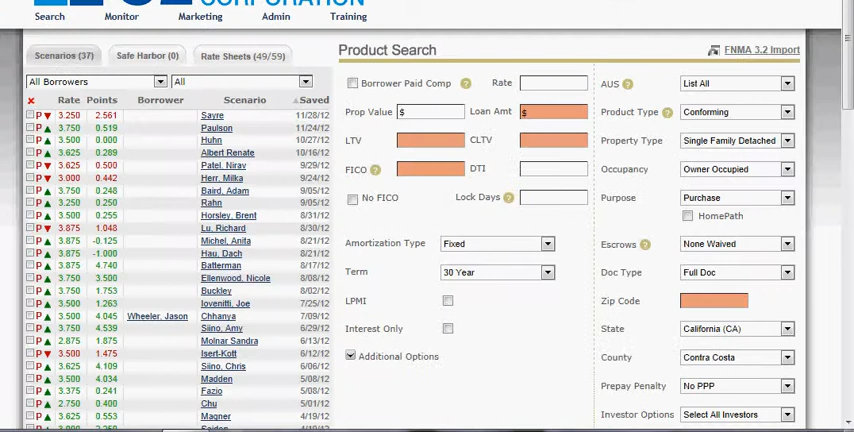 CORPORATION
Search Monitor Marketing Admin Training
Scenarios (37) Safe Harbor (0) Rate Sheets (49/59)
All Borrowers All
Rate Points Borrower Scenario Saved
P 3.250 2.561 Sayre 11/28/12
P 3.750 0.519 Paulson 11/24/12
P 3.500 0.000 Huhn 10/27/12
P 3.625 0.289 Albert Renate 10/16/12
P 3.625 0.500 Patel, Nirav 9/29/12
P 3.000 0.442 Herr, Milka 9/24/12
P 3.750 0.248 Baird, Adam 9/05/12
P 3.250 0.250 Rahn 9/05/12
P 3.500 0.255 Horsley, Brent 8/31/12
P 3.875 1.048 Lu, Richard 8/30/12
P 3.875 -0.125 Michel, Anita 8/21/12
P 3.875 -1.000 Hau, Dach 8/21/12
P 3.875 4.740 Batterman 8/17/12
P 3.750 3.500 Ellenwood, Nicole 8/08/12
P 3.750 1.753 Buckley 8/02/12
P 3.500 1.263 Iovenitti, Joe 7/25/12
P 3.500 4.045 Wheeler, Jason Chhanya 7/09/12
P 3.750 4.539 Siino, Amy 6/29/12
P 2.875 1.875 Molnar Sandra 6/13/12
P 3.500 1.475 Isert-Kott 6/12/12
P 3.625 4.109 Siino, Chris 6/06/12
P 3.500 4.034 Madden 5/08/12
P 3.375 0.241 Fazio 5/08/12
P 2.750 0.400 Chu 5/01/12
P 3.625 0.553 Magner 4/19/12
Product Search
FNMA 3.2 Import
Borrower Paid Comp ? Rate
Prop Value $ Loan Amt $
LTV CLTV
FICO ? DTI
No FICO Lock Days ?
Amortization Type Fixed
Term 30 Year
LPMI
Interest Only
Additional Options
AUS ? List All
Product Type ? Conforming
Property Type Single Family Detached
Occupancy Owner Occupied
Purpose Purchase
HomePath
Escrows ? None Waived
Doc Type Full Doc
Zip Code
State California (CA)
County Contra Costa
Prepay Penalty No PPP
Investor Options Select All Investors